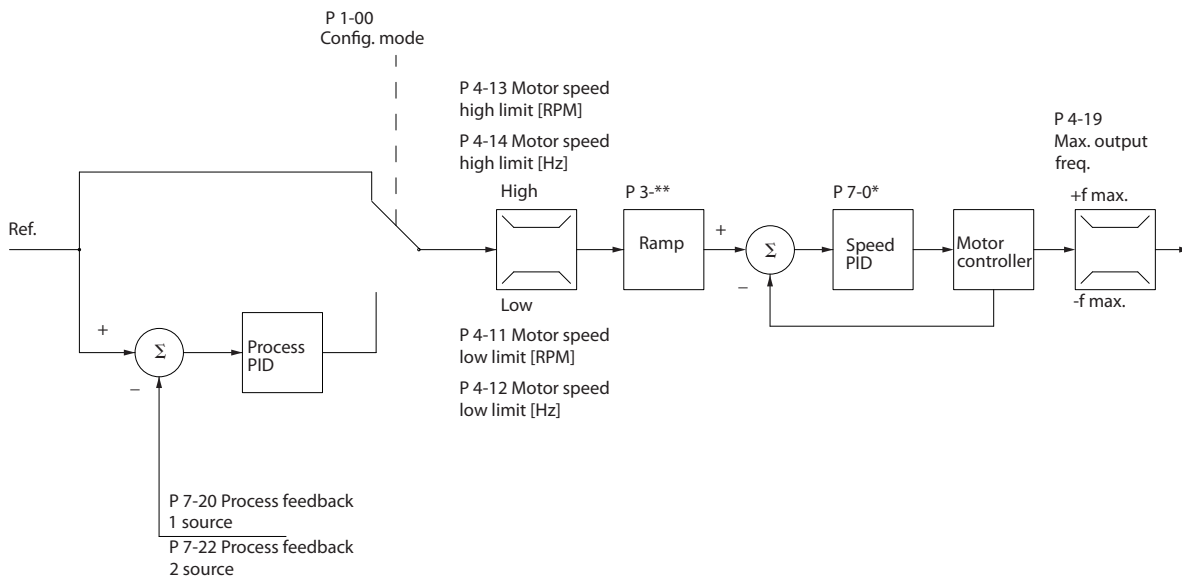 P 1-00
Config. mode
P 4-13 Motor speed
high limit [RPM]
P 4-14 Motor speed
high limit [Hz]
P 4-19
Max. output
freq.
High
P 3-**
P 7-0*
+f max.
Ref.
Ramp
+
Σ
Speed
PID
Motor
controller
–
Low
-f max.
+
Σ
Process
PID
–
P 4-11 Motor speed
low limit [RPM]
P 4-12 Motor speed
low limit [Hz]
P 7-20 Process feedback
1 source
P 7-22 Process feedback
2 source